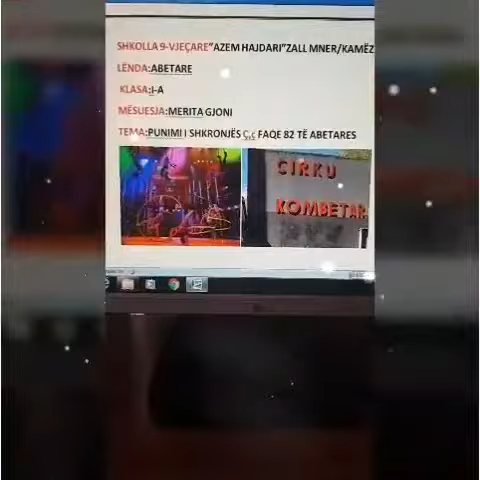 SHKOLLA 9-VJEÇARE"AZEM HAJDARI"ZALL MNER/KAMËZ
LËNDA:ABETARE
KLASA:I-A
MËSUESJA:MERITA GJONI
TEMA:PUNIMI I SHKRONJËS Ç,ç FAQE 82 TË ABETARES
CIRKU
KOMBETAR